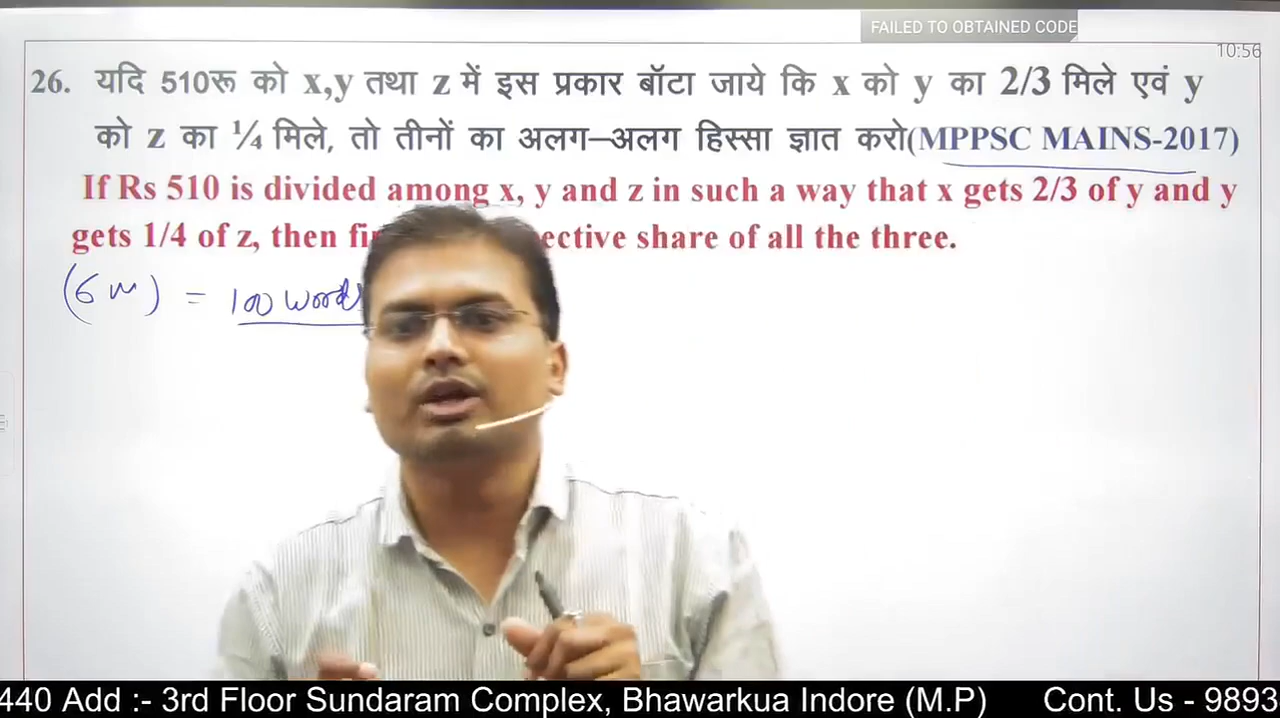 FAILED TO OBTAINED CODE
10:56
26. यदि 510रू को x,y तथा z में इस प्रकार बॉटा जाये कि x को y का 2/3 मिले एवं y
को z का ¼ मिले, तो तीनों का अलग–अलग हिस्सा ज्ञात करो(MPPSC MAINS-2017)
If Rs 510 is divided among x, y and z in such a way that x gets 2/3 of y and y
gets 1/4 of z, then ective share of all the three.
(6 m) = 100 words
440 Add :- 3rd Floor Sundaram Complex, Bhawarkua Indore (M.P) Cont. Us - 9893